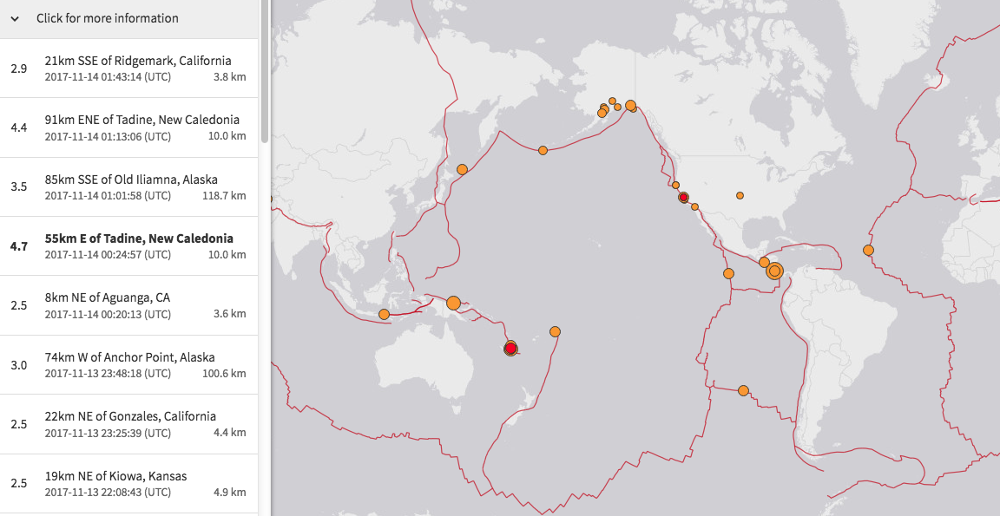 Click for more information
2.9
21km SSE of Ridgemark, California
2017-11-14 01:43:14 (UTC) 3.8 km
4.4
91km ENE of Tadine, New Caledonia
2017-11-14 01:13:06 (UTC) 10.0 km
3.5
85km SSE of Old Iliamna, Alaska
2017-11-14 01:01:58 (UTC) 118.7 km
4.7
55km E of Tadine, New Caledonia
2017-11-14 00:24:57 (UTC) 10.0 km
2.5
8km NE of Aguanga, CA
2017-11-14 00:20:13 (UTC) 3.6 km
3.0
74km W of Anchor Point, Alaska
2017-11-13 23:48:18 (UTC) 100.6 km
2.5
22km NE of Gonzales, California
2017-11-13 23:25:39 (UTC) 4.4 km
2.5
19km NE of Kiowa, Kansas
2017-11-13 22:08:43 (UTC) 4.9 km